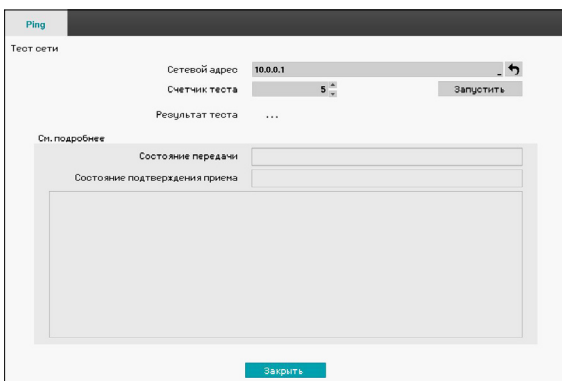 Ping
Тест сети
Сетевой адрес 10.0.0.1
Счетчик теста 5 Запустить
Результат теста ...
См. подробнее
Состояние передачи
Состояние подтверждения приема
Закрыть